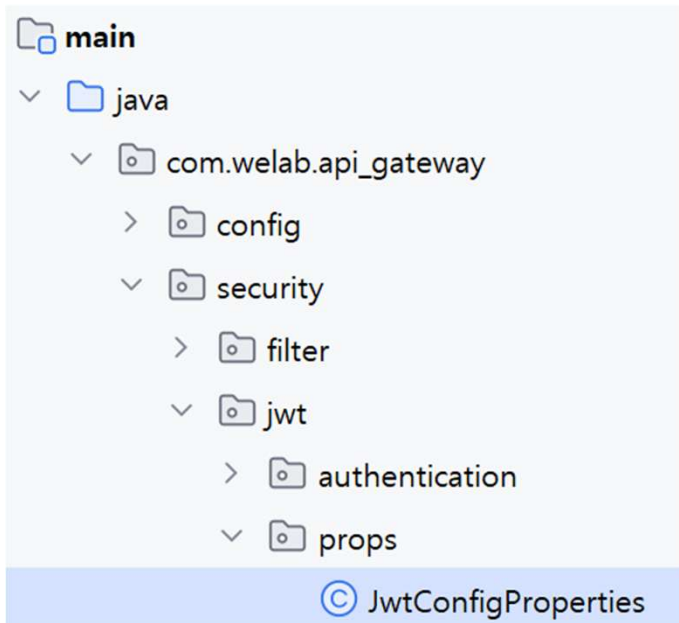 main
java
com.welab.api_gateway
config
security
filter
jwt
authentication
props
JwtConfigProperties